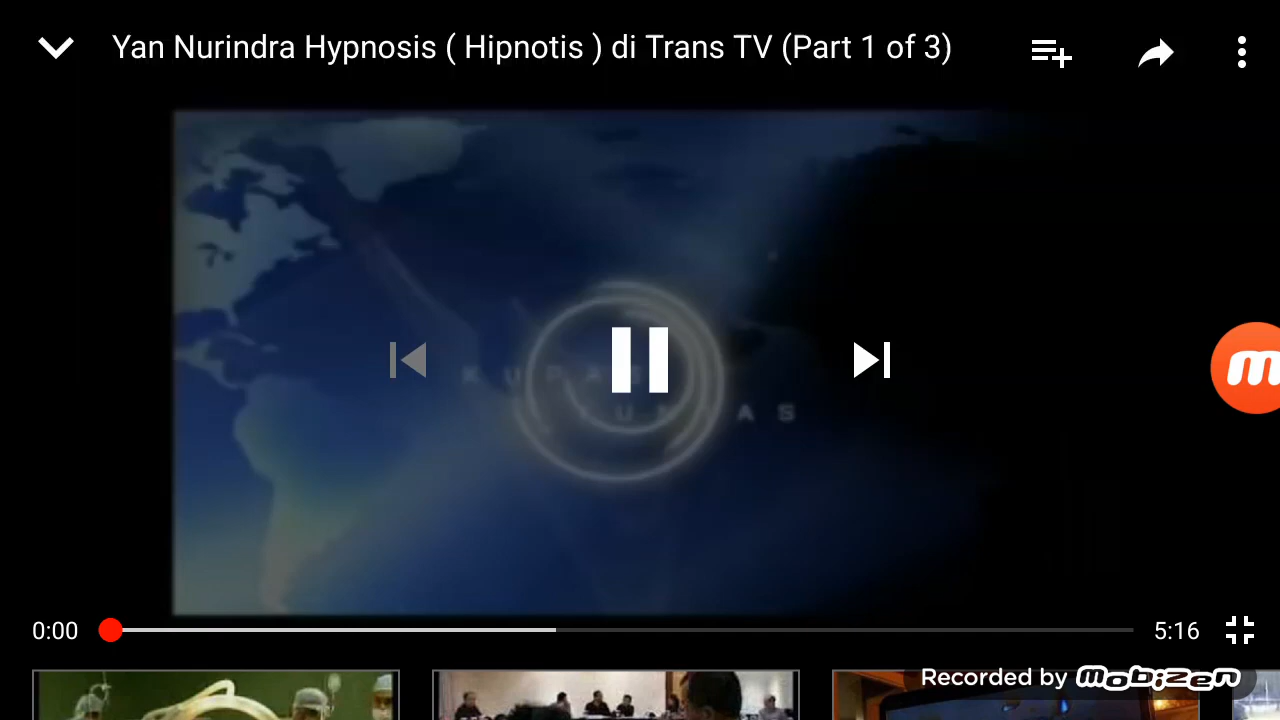 Yan Nurindra Hypnosis ( Hipnotis ) di Trans TV (Part 1 of 3)
0:00
5:16
Recorded by mobizen